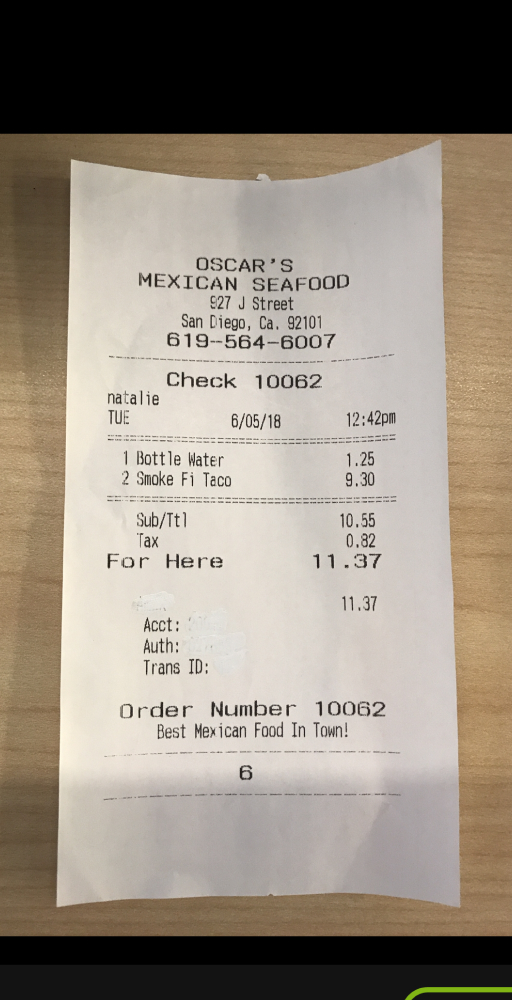 OSCAR'S
MEXICAN SEAFOOD
927 J Street
San Diego, Ca. 92101
619-564-6007
Check 10062
natalie
TUE 6/05/18 12:42pm
1 Bottle Water 1.25
2 Smoke Fi Taco 9.30
Sub/Ttl 10.55
Tax 0.82
For Here 11.37
11.37
Acct:
Auth:
Trans ID:
Order Number 10062
Best Mexican Food In Town!
6